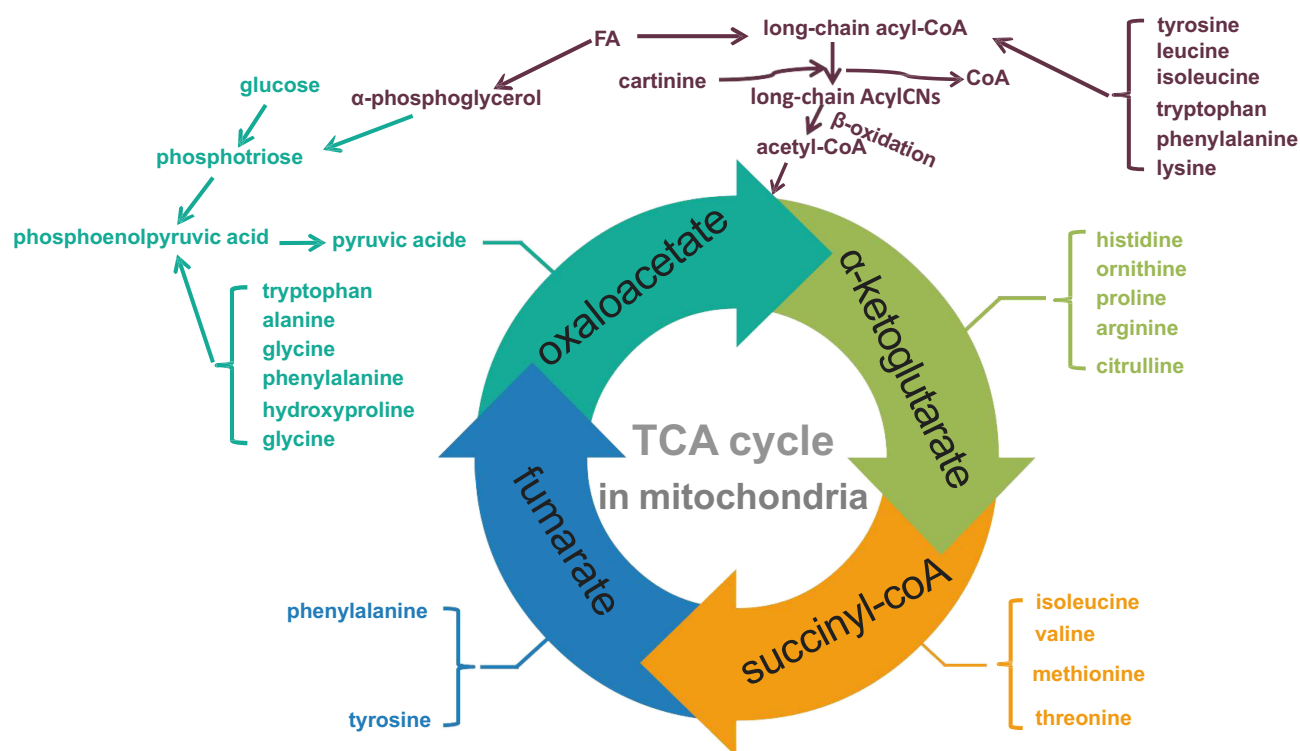 FA
long-chain acyl-CoA
cartinine
CoA
long-chain AcylCNs
β-oxidation
acetyl-CoA
tyrosine
leucine
isoleucine
tryptophan
phenylalanine
lysine
glucose
α-phosphoglycerol
phosphotriose
phosphoenolpyruvic acid
pyruvic acide
tryptophan
alanine
glycine
phenylalanine
hydroxyproline
glycine
oxaloacetate
α-ketoglutarate
histidine
ornithine
proline
arginine
citrulline
TCA cycle
in mitochondria
fumarate
succinyl-coA
phenylalanine
tyrosine
isoleucine
valine
methionine
threonine